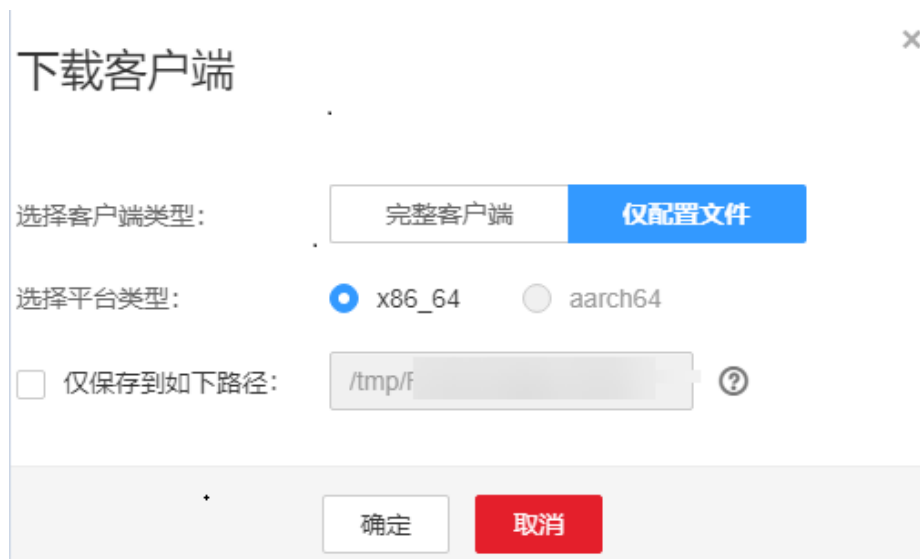 下载客户端
×
选择客户端类型： 完整客户端 仅配置文件
选择平台类型： x86_64 aarch64
仅保存到如下路径： /tmp/F
确定 取消